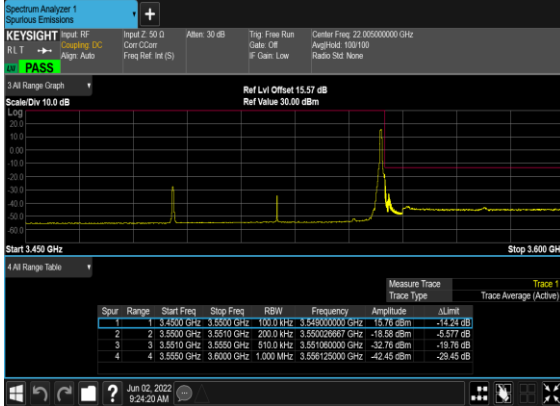 Spectrum Analyzer 1
Spurious Emissions
+
KEYSIGHT Input: RF Input Z: 50 Ω Atten: 30 dB Trig: Free Run Center Freq: 22.005000000 GHz
RLT Coupling: DC Corr CCorr Gate: Off Avg|Hold: 100/100
Align: Auto Freq Ref: Int (S) IF Gain: Low Radio Std: None
LXI PASS
3 All Range Graph
Ref Lvl Offset 15.57 dB
Scale/Div 10.0 dB Ref Value 30.00 dBm
Log
20.0
10.0
0.00
-10.0
-20.0
-30.0
-40.0
-50.0
-60.0
Start 3.450 GHz Stop 3.600 GH
4 All Range Table
Measure Trace Trace 1
Trace Type Trace Average (Active)
Spur Range Start Freq Stop Freq RBW Frequency Amplitude ΔLimit
1 1 3.4500 GHz 3.5500 GHz 100.0 kHz 3.549000000 GHz 15.76 dBm -14.24 dB
2 2 3.5500 GHz 3.5510 GHz 200.0 kHz 3.550026667 GHz -18.58 dBm -5.577 dB
3 3 3.5510 GHz 3.5550 GHz 510.0 kHz 3.551060000 GHz -32.76 dBm -19.76 dB
4 4 3.5550 GHz 3.6000 GHz 1.000 MHz 3.556125000 GHz -42.45 dBm -29.45 dB
? Jun 02, 2022
9:24:20 AM